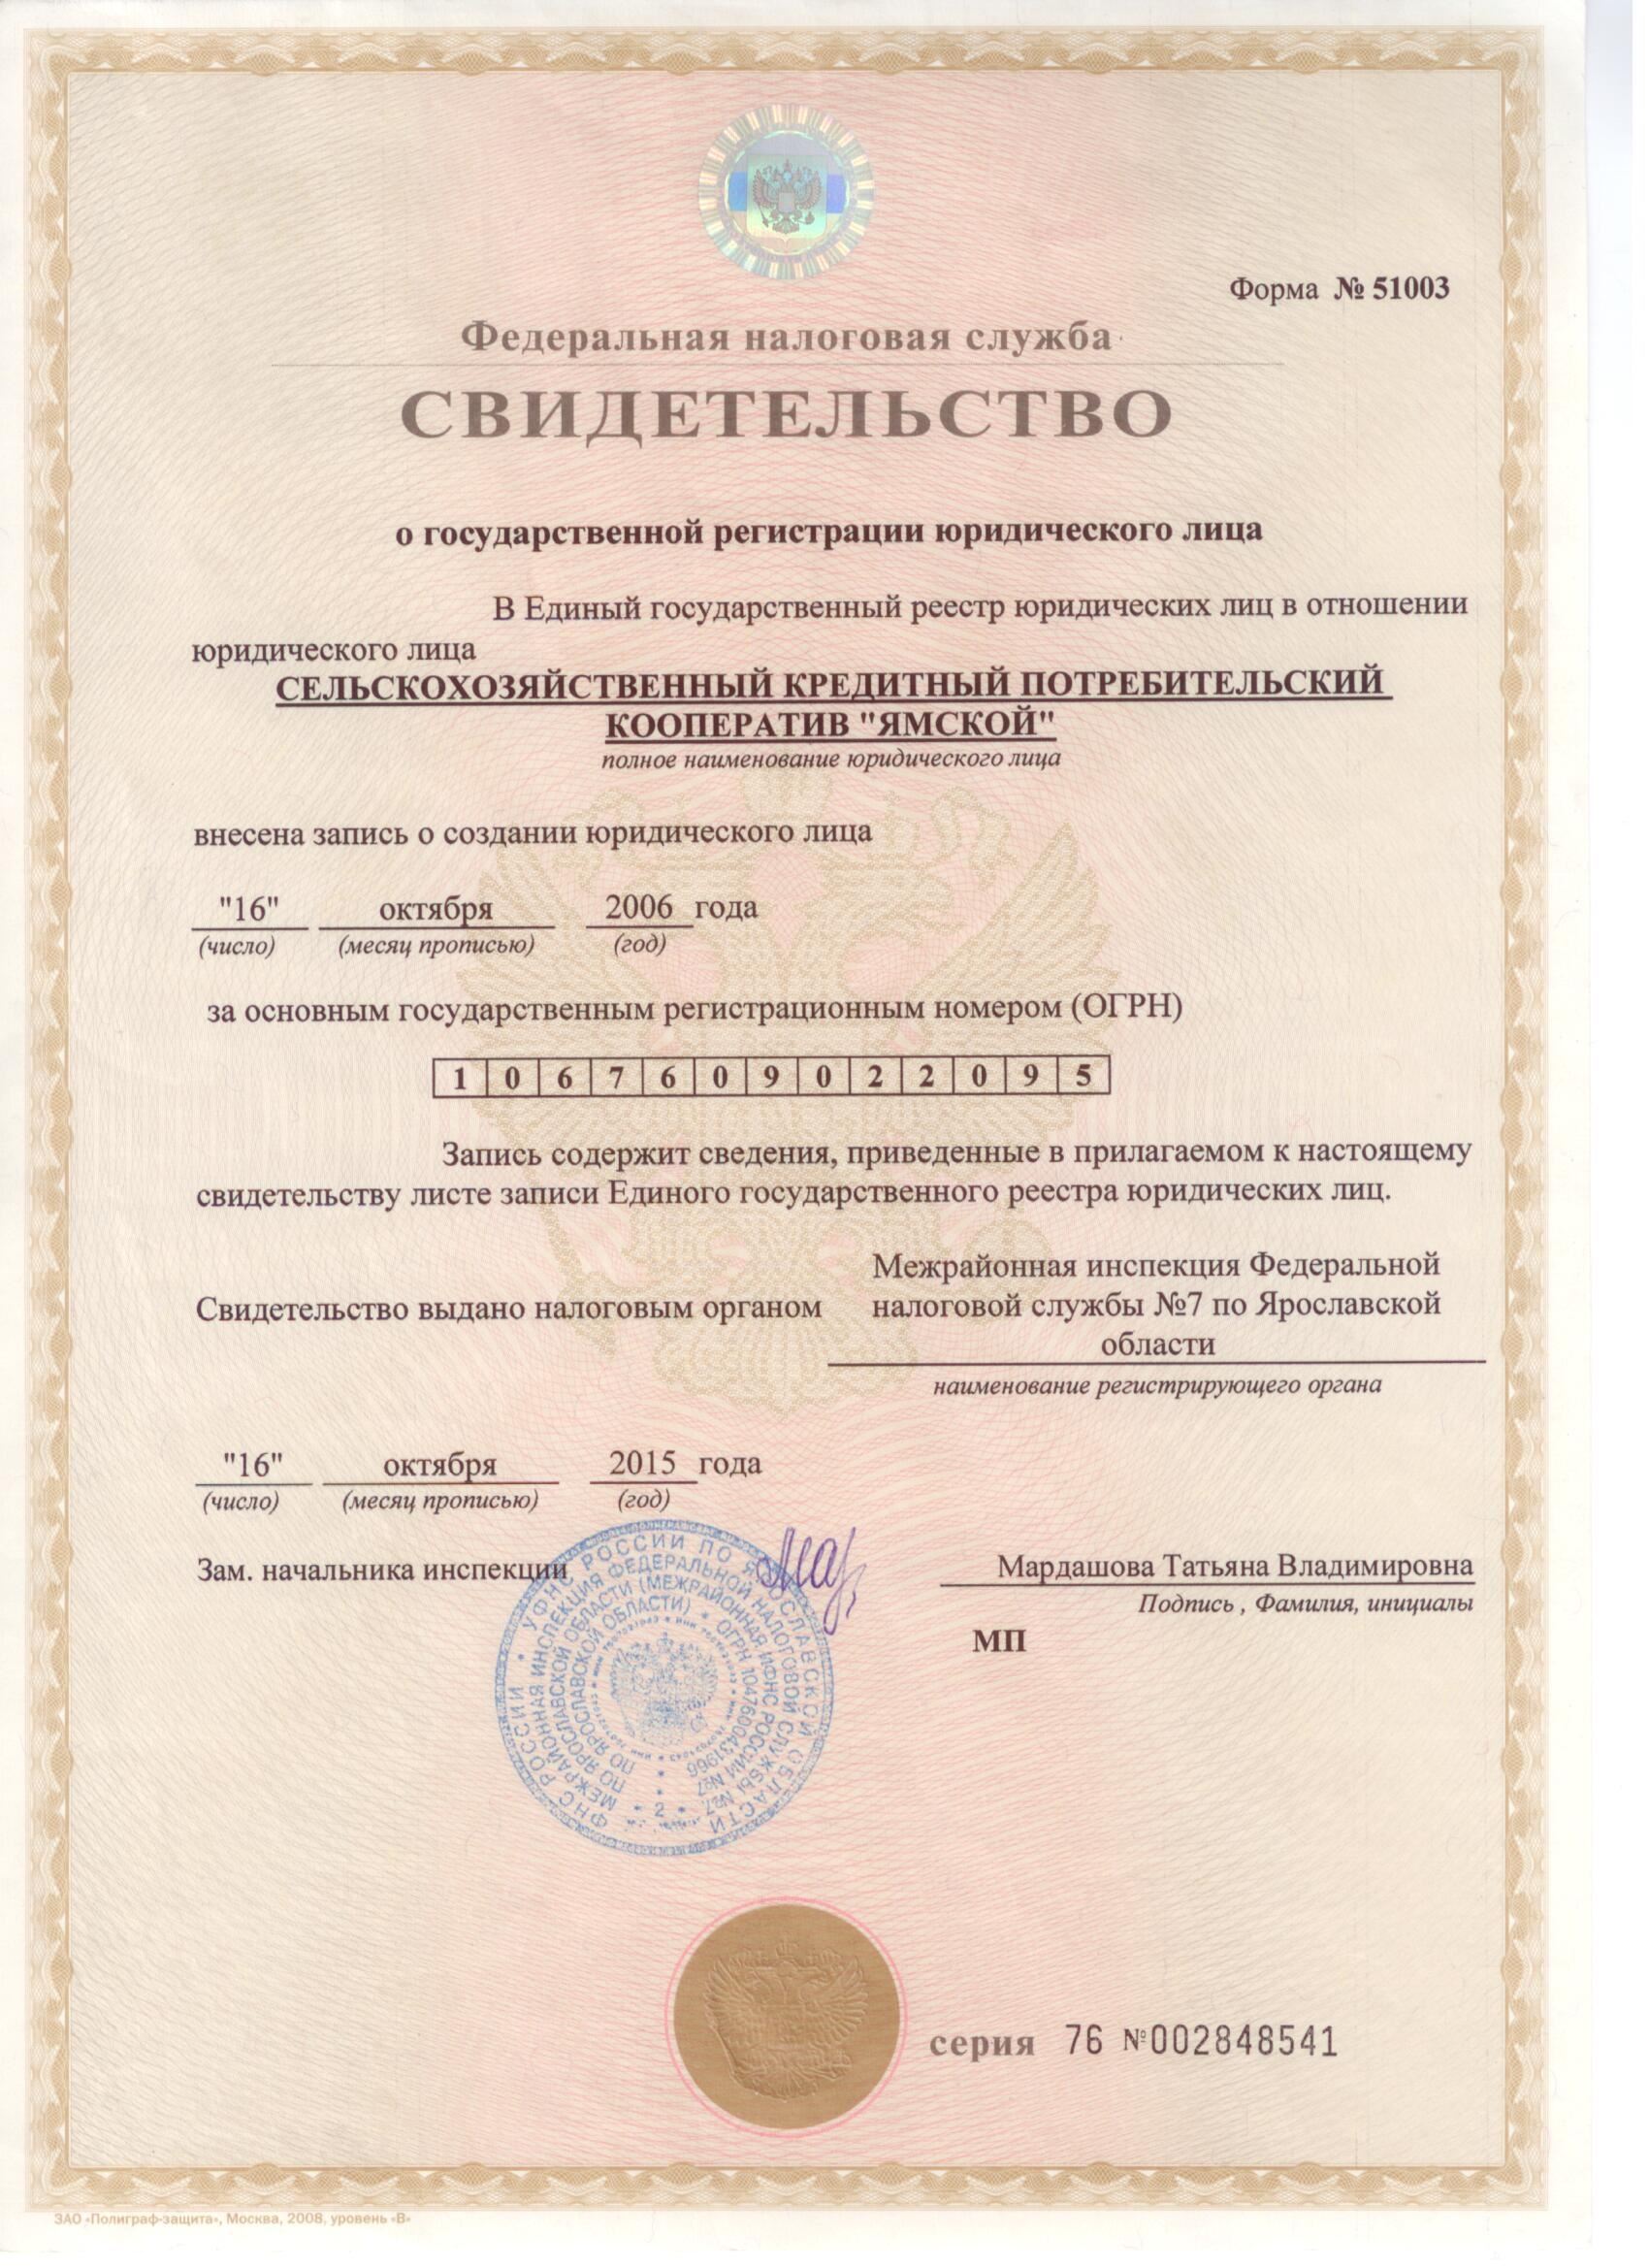 Форма № 51003
Федеральная налоговая служба
СВИДЕТЕЛЬСТВО
о государственной регистрации юридического лица
В Единый государственный реестр юридических лиц в отношении
юридического лица
СЕЛЬСКОХОЗЯЙСТВЕННЫЙ КРЕДИТНЫЙ ПОТРЕБИТЕЛЬСКИЙ
КООПЕРАТИВ "ЯМСКОЙ"
полное наименование юридического лица
внесена запись о создании юридического лица
"16" октября 2006 года
(число) (месяц прописью) (год)
за основным государственным регистрационным номером (ОГРН)
1 0 6 7 6 0 9 0 2 2 0 9 5
Запись содержит сведения, приведенные в прилагаемом к настоящему
свидетельству листе записи Единого государственного реестра юридических лиц.
Межрайонная инспекция Федеральной
Свидетельство выдано налоговым органом налоговой службы №7 по Ярославской
области
наименование регистрирующего органа
"16" октября 2015 года
(число) (месяц прописью) (год)
Зам. начальника инспекции Мардашова Татьяна Владимировна
Подпись , Фамилия, инициалы
МП
ФНС РОССИИ * УФНС РОССИИ ПО ЯРОСЛАВСКОЙ ОБЛАСТИ
МЕЖРАЙОННАЯ ИНСПЕКЦИЯ ФЕДЕРАЛЬНОЙ НАЛОГОВОЙ СЛУЖБЫ №7
ПО ЯРОСЛАВСКОЙ ОБЛАСТИ (МЕЖРАЙОННАЯ ИФНС РОССИИ №7
ПО ЯРОСЛАВСКОЙ ОБЛАСТИ) * ОГРН 1047600431966
* 2 *
серия 76 №002848541
ЗАО «Полиграф-защита», Москва, 2008, уровень «В»